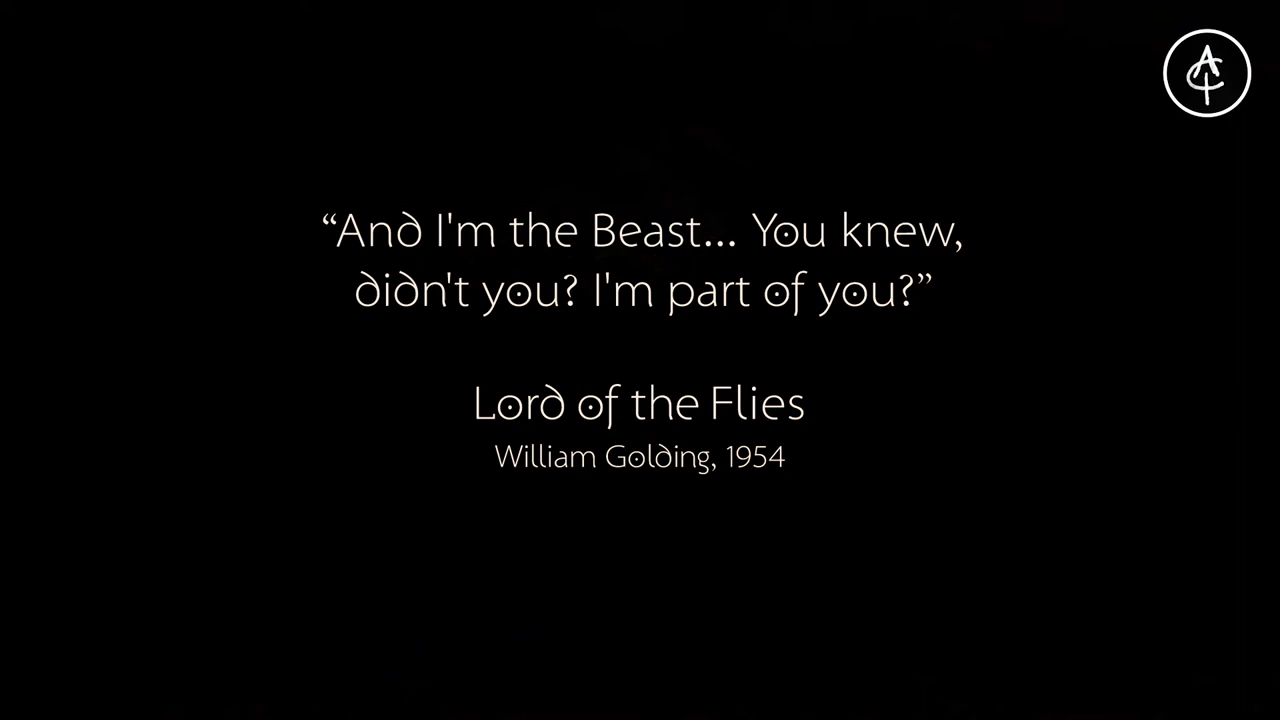 “And I'm the Beast... You knew,
didn't you? I'm part of you?”
Lord of the Flies
William Golding, 1954